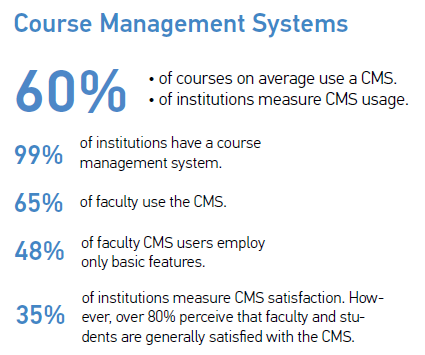 Course Management Systems
60%
• of courses on average use a CMS.
• of institutions measure CMS usage.
99%
of institutions have a course
management system.
65%
of faculty use the CMS.
48%
of faculty CMS users employ
only basic features.
35%
of institutions measure CMS satisfaction. How-
ever, over 80% perceive that faculty and stu-
dents are generally satisfied with the CMS.